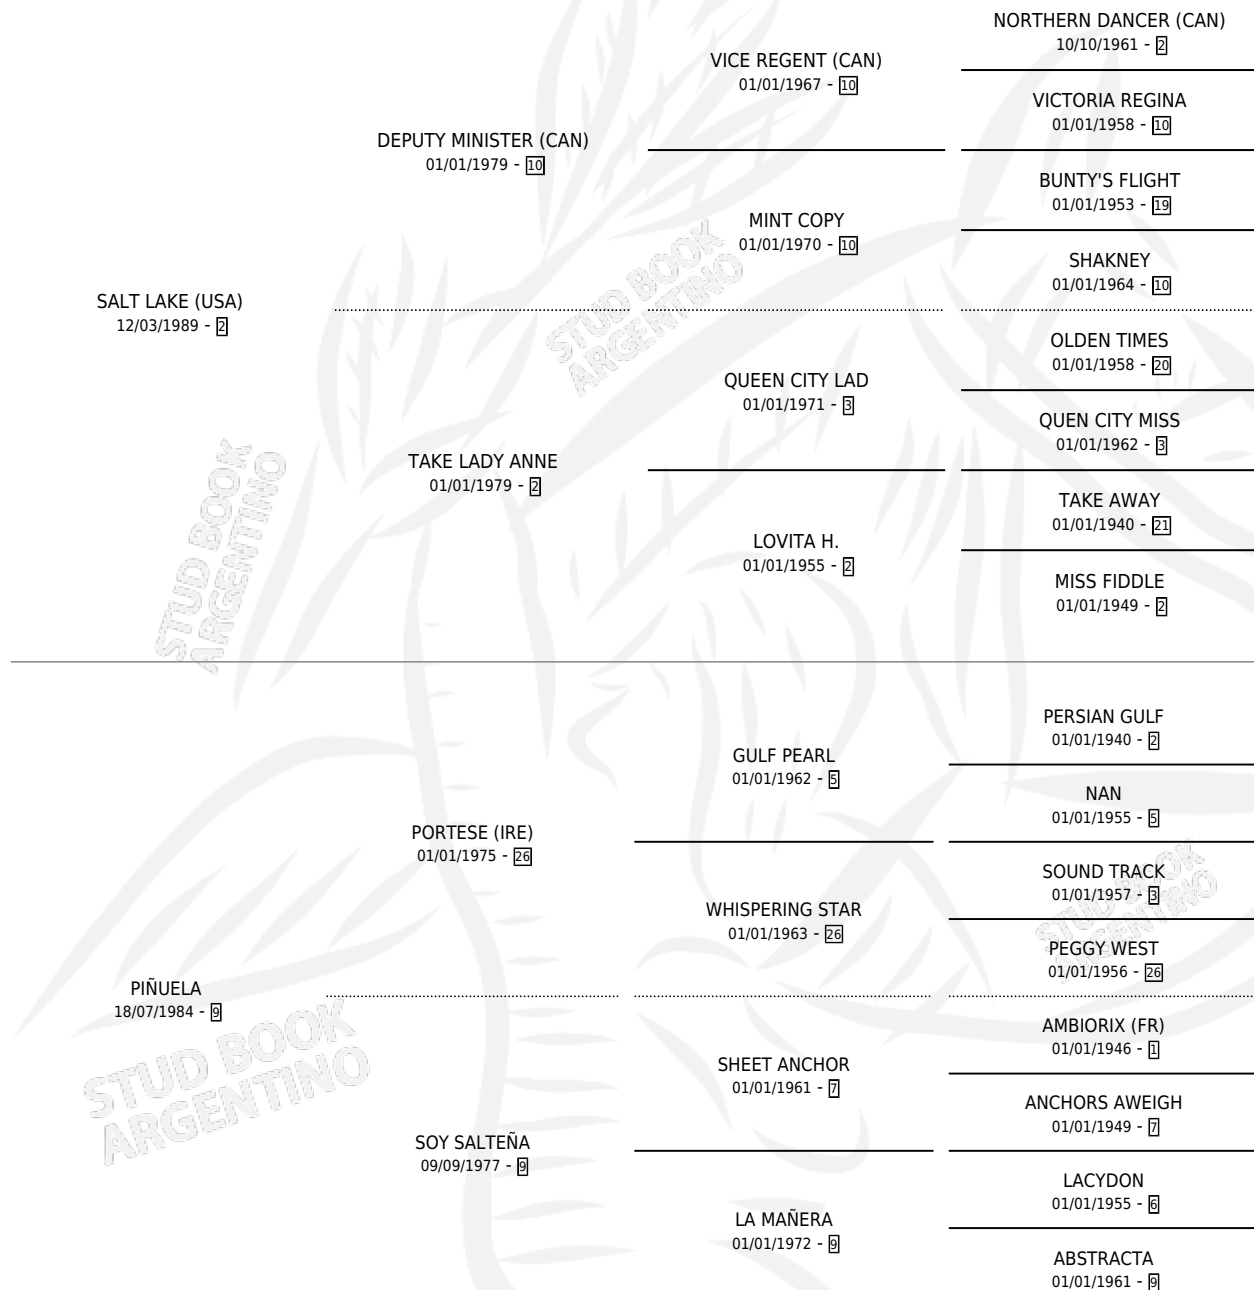 NORTHERN DANCER (CAN)
10/10/1961 - 2
VICE REGENT (CAN)
01/01/1967 - 10
VICTORIA REGINA
01/01/1958 - 10
DEPUTY MINISTER (CAN)
01/01/1979 - 10
BUNTY'S FLIGHT
01/01/1953 - 19
MINT COPY
01/01/1970 - 10
SHAKNEY
01/01/1964 - 10
SALT LAKE (USA)
12/03/1989 - 2
OLDEN TIMES
01/01/1958 - 20
QUEEN CITY LAD
01/01/1971 - 3
QUEN CITY MISS
01/01/1962 - 3
TAKE LADY ANNE
01/01/1979 - 2
TAKE AWAY
01/01/1940 - 21
LOVITA H.
01/01/1955 - 2
MISS FIDDLE
01/01/1949 - 2
PERSIAN GULF
01/01/1940 - 2
GULF PEARL
01/01/1962 - 5
NAN
01/01/1955 - 5
PORTESE (IRE)
01/01/1975 - 26
SOUND TRACK
01/01/1957 - 3
WHISPERING STAR
01/01/1963 - 26
PEGGY WEST
01/01/1956 - 26
PIÑUELA
18/07/1984 - 9
AMBIORIX (FR)
01/01/1946 - 1
SHEET ANCHOR
01/01/1961 - 7
ANCHORS AWEIGH
01/01/1949 - 7
SOY SALTEÑA
09/09/1977 - 9
LACYDON
01/01/1955 - 6
LA MAÑERA
01/01/1972 - 9
ABSTRACTA
01/01/1961 - 9
STUD BOOK
ARGENTINO
STUD BOOK
ARGENTINO
STUD BOOK
ARGENTINO
STUD BOOK
ARGENTINO